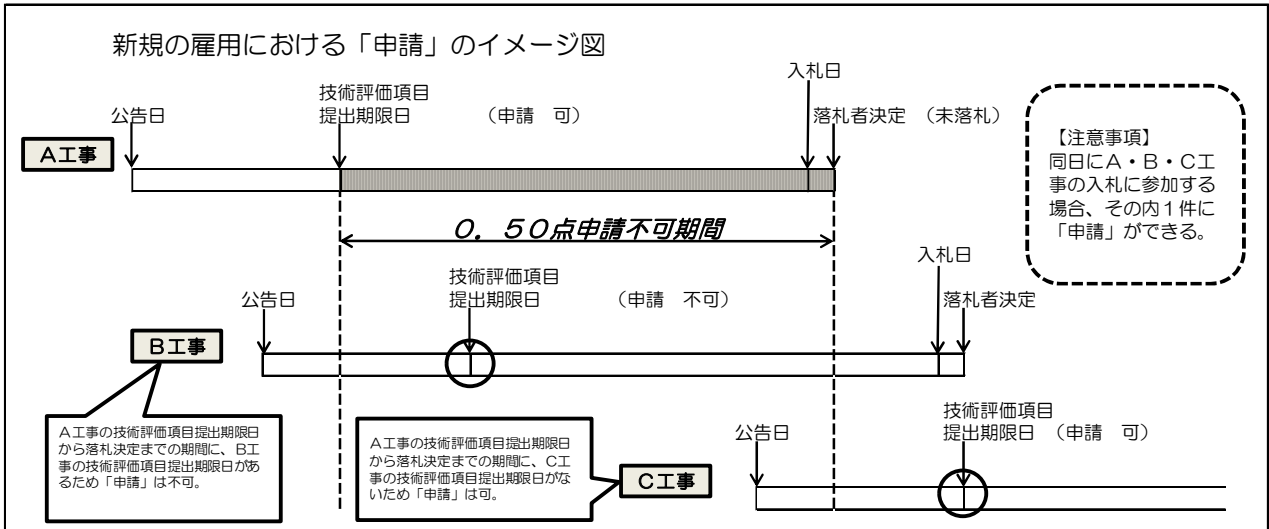 新規の雇用における「申請」のイメージ図
入札日
技術評価項目
公告日
提出期限日
（申請　可）
落札者決定
（未落札）
Ａ工事
【注意事項】
同日にＡ・Ｂ・Ｃ工
事の入札に参加する
場合、その内１件に
「申請」ができる。
０．５０点申請不可期間
入札日
技術評価項目
公告日
提出期限日
（申請　不可）
落札者決定
Ｂ工事
Ａ工事の技術評価項目提出期限日
から落札決定までの期間に、Ｂ工
事の技術評価項目提出期限日があ
るため「申請」は不可。
Ａ工事の技術評価項目提出期限日
から落札決定までの期間に、Ｃ工
事の技術評価項目提出期限日がな
いため「申請」は可。
技術評価項目
公告日
提出期限日
（申請　可）
Ｃ工事